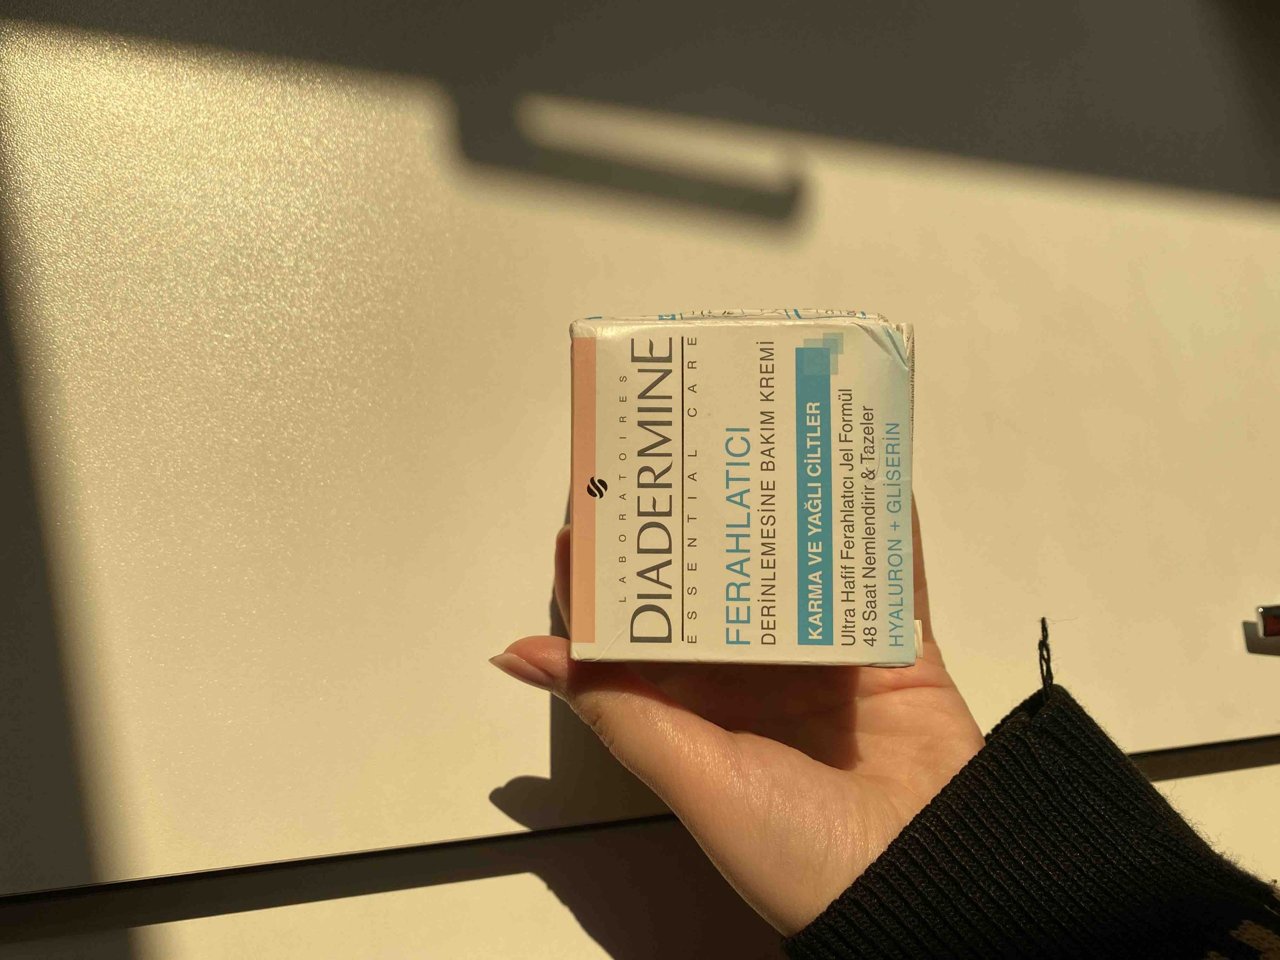 LABORATOIRES
DIADERMINE
ESSENTIAL CARE
FERAHLATICI
DERİNLEMESİNE BAKIM KREMİ
KARMA VE YAĞLI CİLTLER
Ultra Hafif Ferahlatıcı Jel Formül
48 Saat Nemlendirir & Tazeler
HYALURON + GLİSERİN